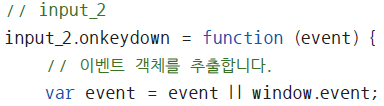 // input_2
input_2.onkeydown = function (event) {
    // 이벤트 객체를 추출합니다.
    var event = event || window.event;